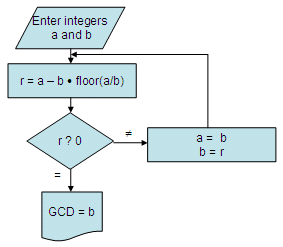 Enter integers
a and b
r = a – b • floor(a/b)
r ? 0
≠
a = b
b = r
=
GCD = b